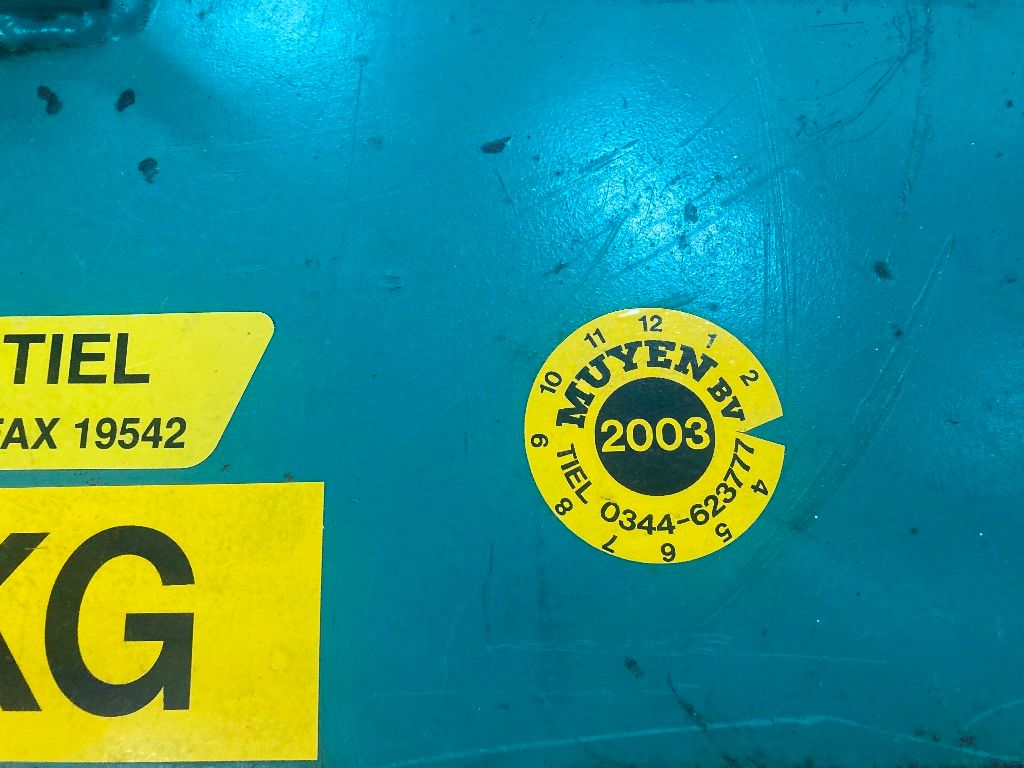 TIEL
FAX 19542
KG
12
1
2
4
5
6
7
8
9
10
11
MUYEN BV
2003
TIEL 0344-623777